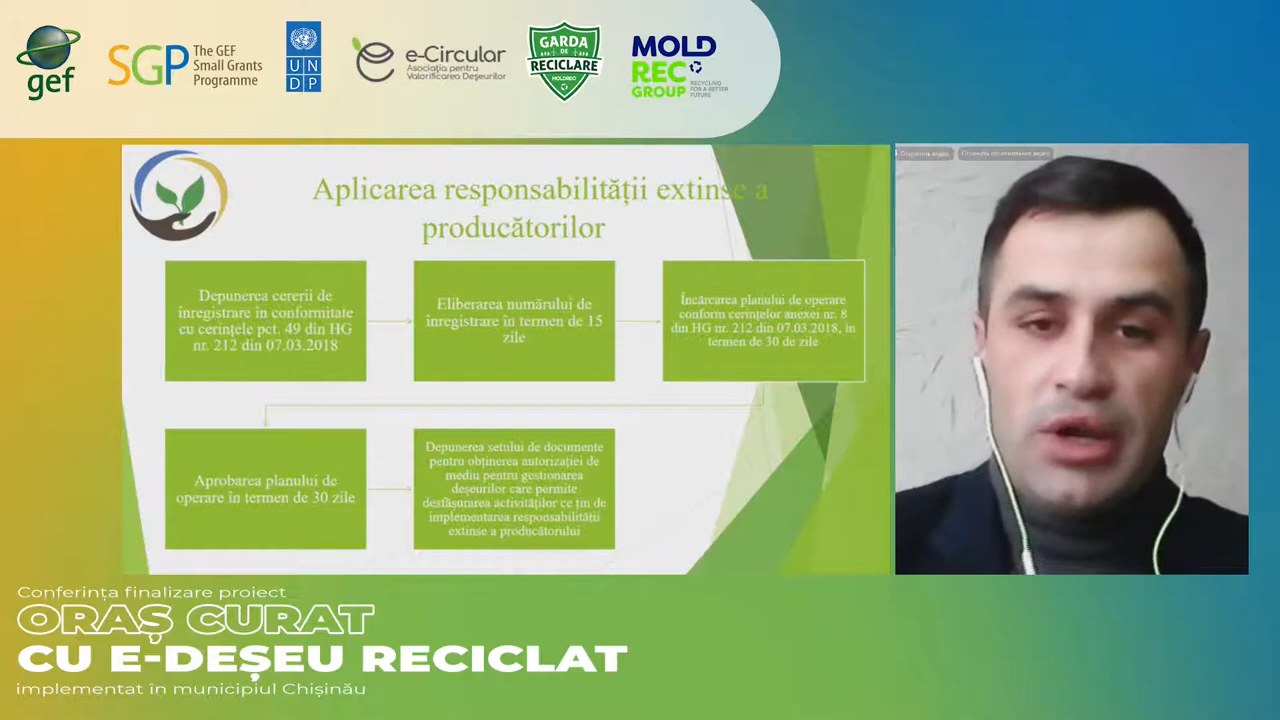 gef
SGP
The GEF
Small Grants
Programme
U N
D P
e-Circular
Asociația pentru
Valorificarea Deșeurilor
GARDA
DE
RECICLARE
MOLDREC
MOLD
REC
GROUP
RECYCLING
FOR A BETTER
FUTURE
Aplicarea responsabilității extinse a
producătorilor
Depunerea cererii de
înregistrare în conformitate
cu cerințele pct. 49 din HG
nr. 212 din 07.03.2018
Eliberarea numărului de
înregistrare în termen de 15
zile
Încărcarea planului de operare
conform cerințelor anexei nr. 8
din HG nr. 212 din 07.03.2018, în
termen de 30 de zile
Aprobarea planului de
operare în termen de 30 zile
Depunerea setului de documente
pentru obținerea autorizației de
mediu pentru gestionarea
deșeurilor care permite
desfășurarea activităților ce țin de
implementarea responsabilității
extinse a producătorului
Conferința finalizare proiect
ORAȘ CURAT
CU E-DEȘEU RECICLAT
implementat în municipiul Chișinău